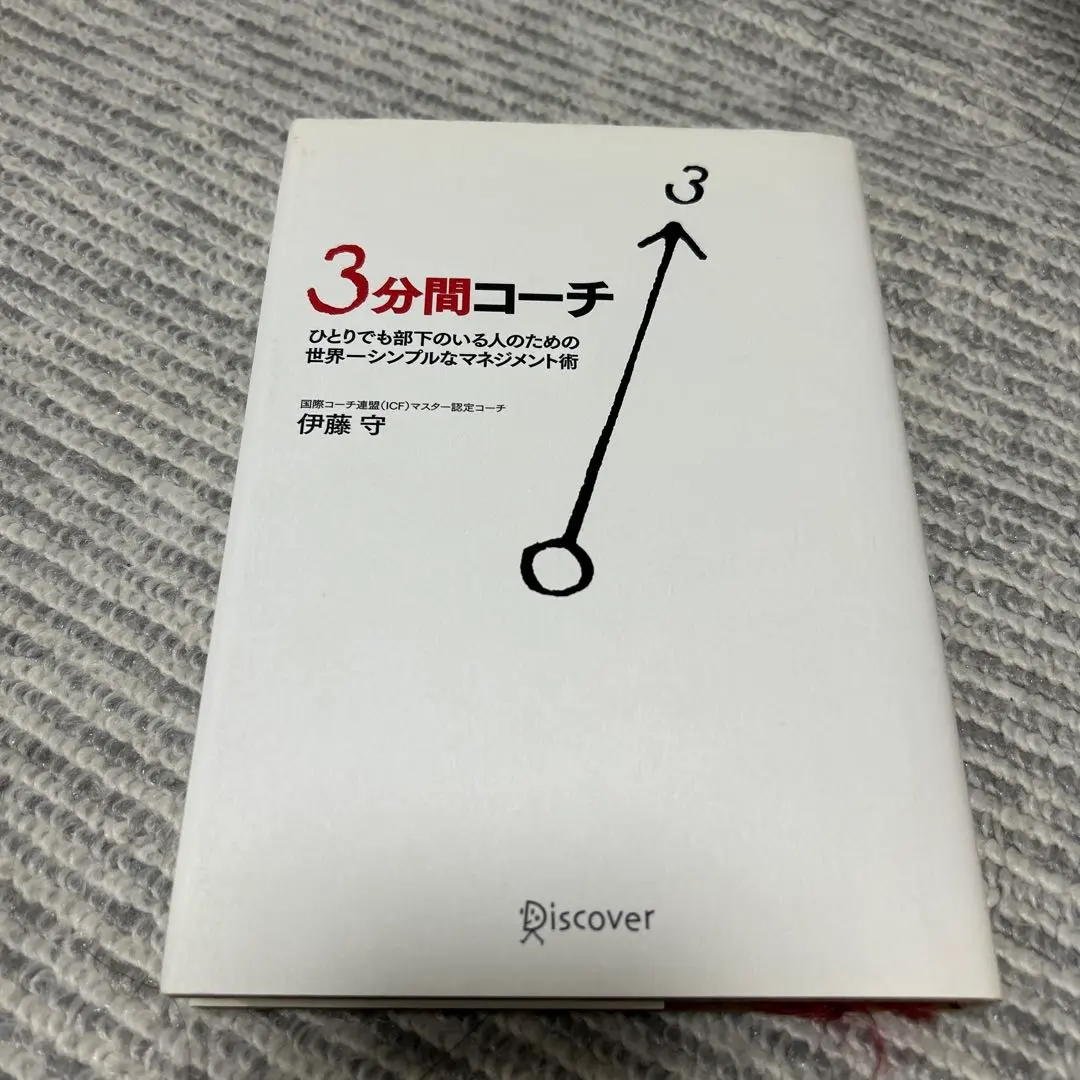 3
3分間コーチ
ひとりでも部下のいる人のための
世界一シンプルなマネジメント術
国際コーチ連盟(ICF)マスター認定コーチ
伊藤 守
Discover